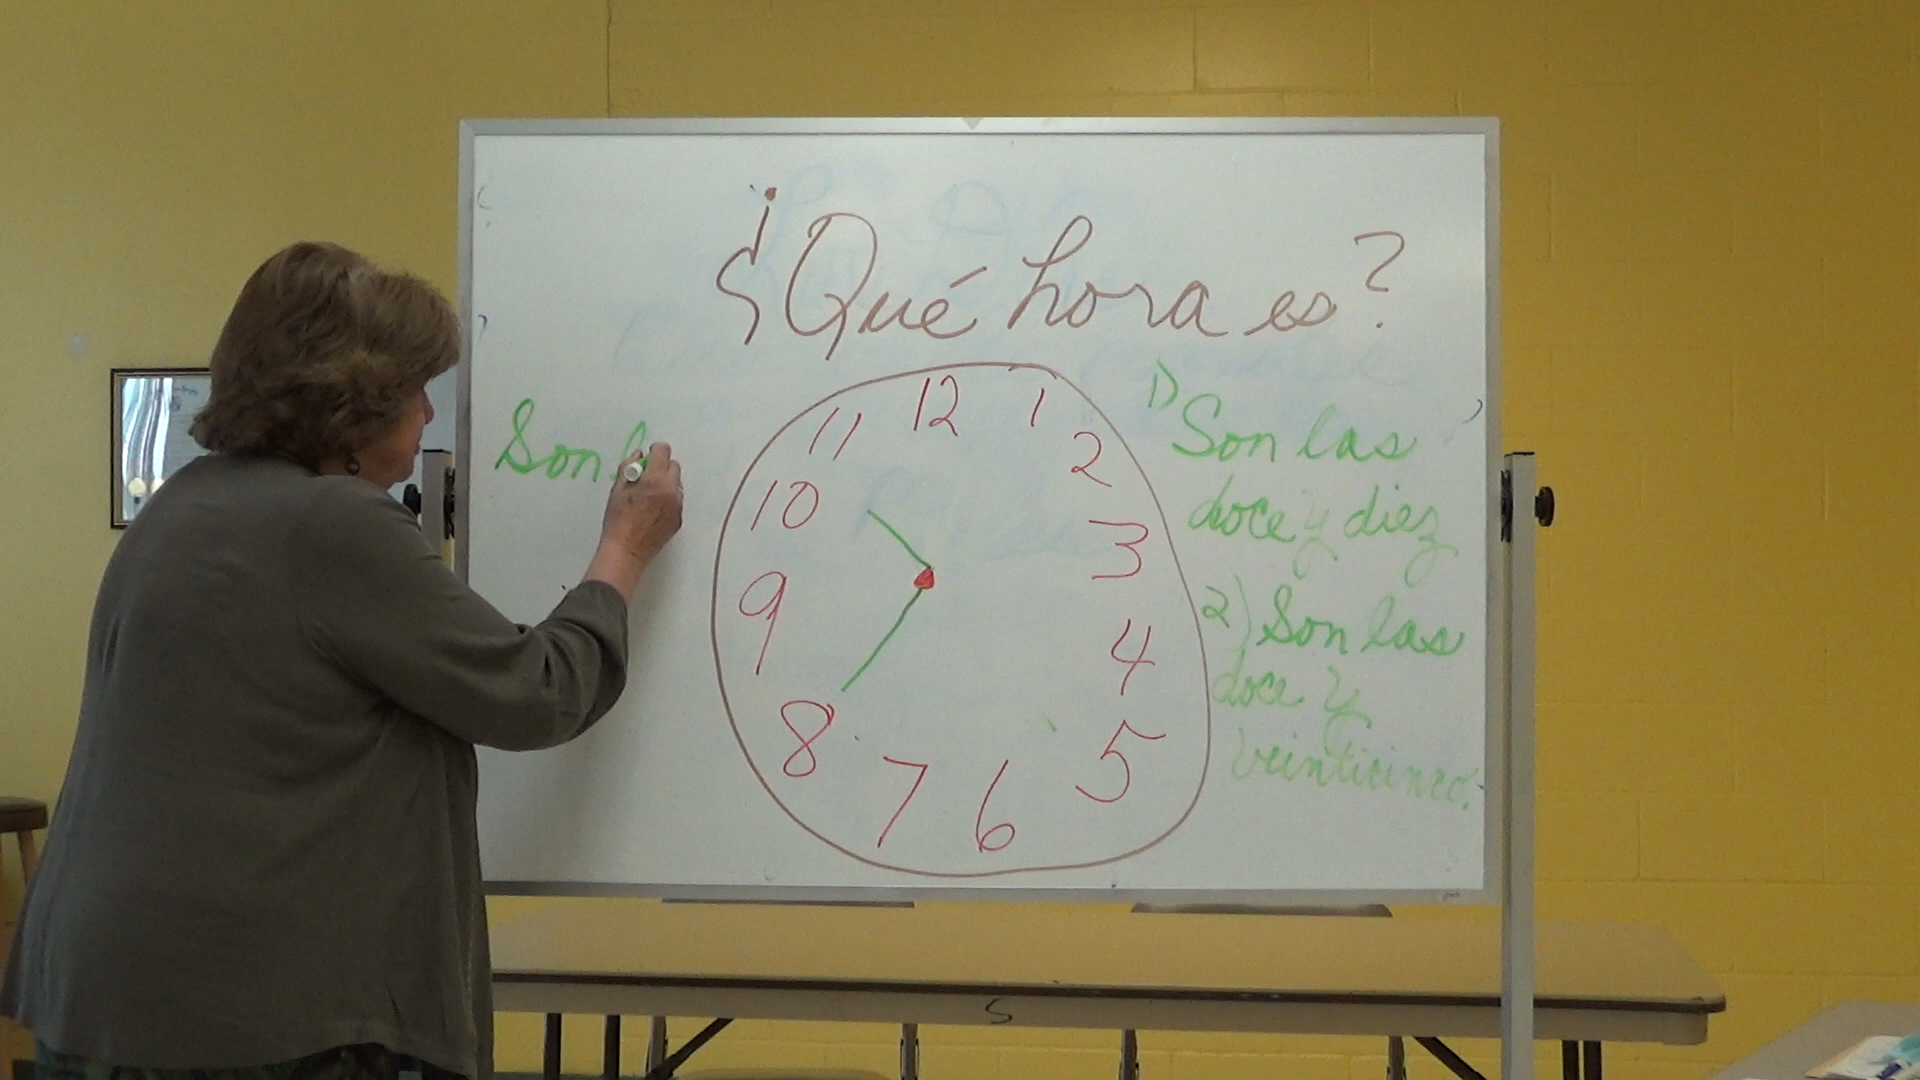 ¿Qué hora es?
Son
12
1
2
3
4
5
6
7
8
9
10
11
1) Son las
doce y diez
2) Son las
doce y
veinticinco.
S